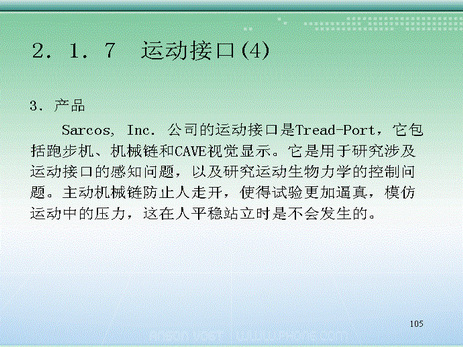 2．1．7　运动接口(4)
3．产品
Sarcos, Inc. 公司的运动接口是Tread-Port，它包
括跑步机、机械链和CAVE视觉显示。它是用于研究涉及
运动接口的感知问题，以及研究运动生物力学的控制问
题。主动机械链防止人走开，使得试验更加逼真，模仿
运动中的压力，这在人平稳站立时是不会发生的。
105